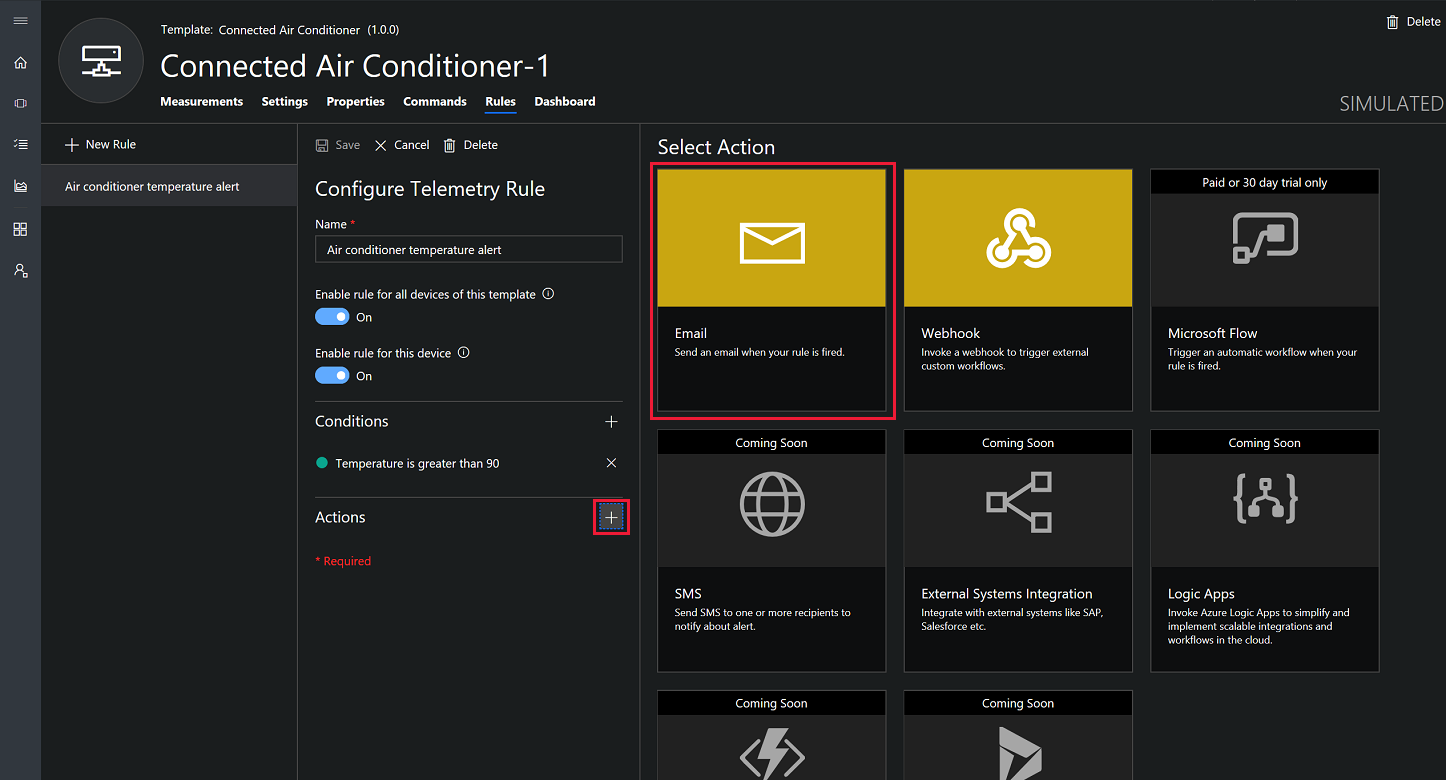 Template: Connected Air Conditioner (1.0.0)
Delete
Connected Air Conditioner-1
Measurements Settings Properties Commands Rules Dashboard
SIMULATED
New Rule
Air conditioner temperature alert
Save Cancel Delete
Configure Telemetry Rule
Name *
Air conditioner temperature alert
Enable rule for all devices of this template
On
Enable rule for this device
On
Conditions
Temperature is greater than 90
Actions
* Required
Select Action
Email
Send an email when your rule is fired.
Webhook
Invoke a webhook to trigger external
custom workflows.
Paid or 30 day trial only
Microsoft Flow
Trigger an automatic workflow when your
rule is fired.
Coming Soon
SMS
Send SMS to one or more recipients to
notify about alert.
Coming Soon
External Systems Integration
Integrate with external systems like SAP,
Salesforce etc.
Coming Soon
Logic Apps
Invoke Azure Logic Apps to simplify and
implement scalable integrations and
workflows in the cloud.
Coming Soon
Coming Soon